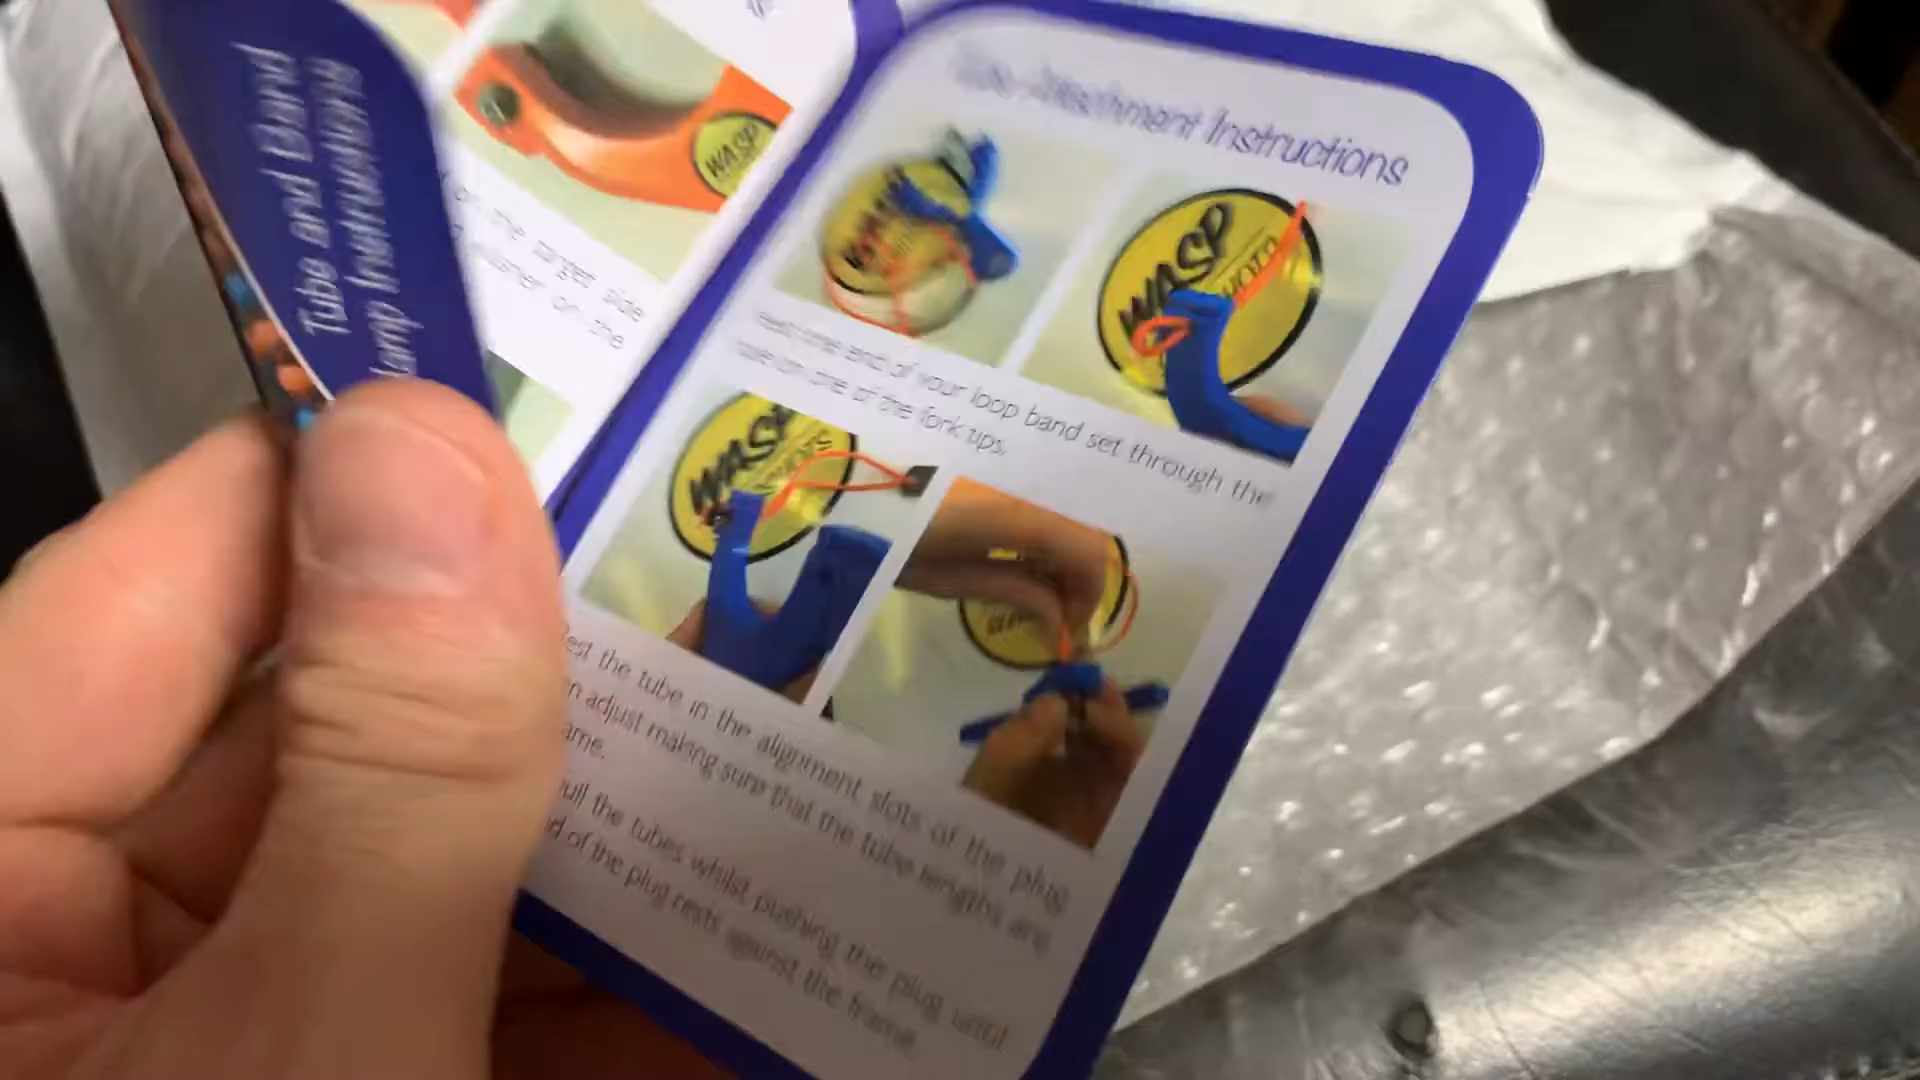 Tube and Band
Instructions
on the target side
washer on the
WASP
Attachment Instructions
WASP
WASP
end of your loop band set through the
on one of the fork tips.
WASP
the tube in the alignment slots of the plug
adjust making sure that the tube lengths are
the tubes whilst pushing the plug until
of the plug rests against the frame.